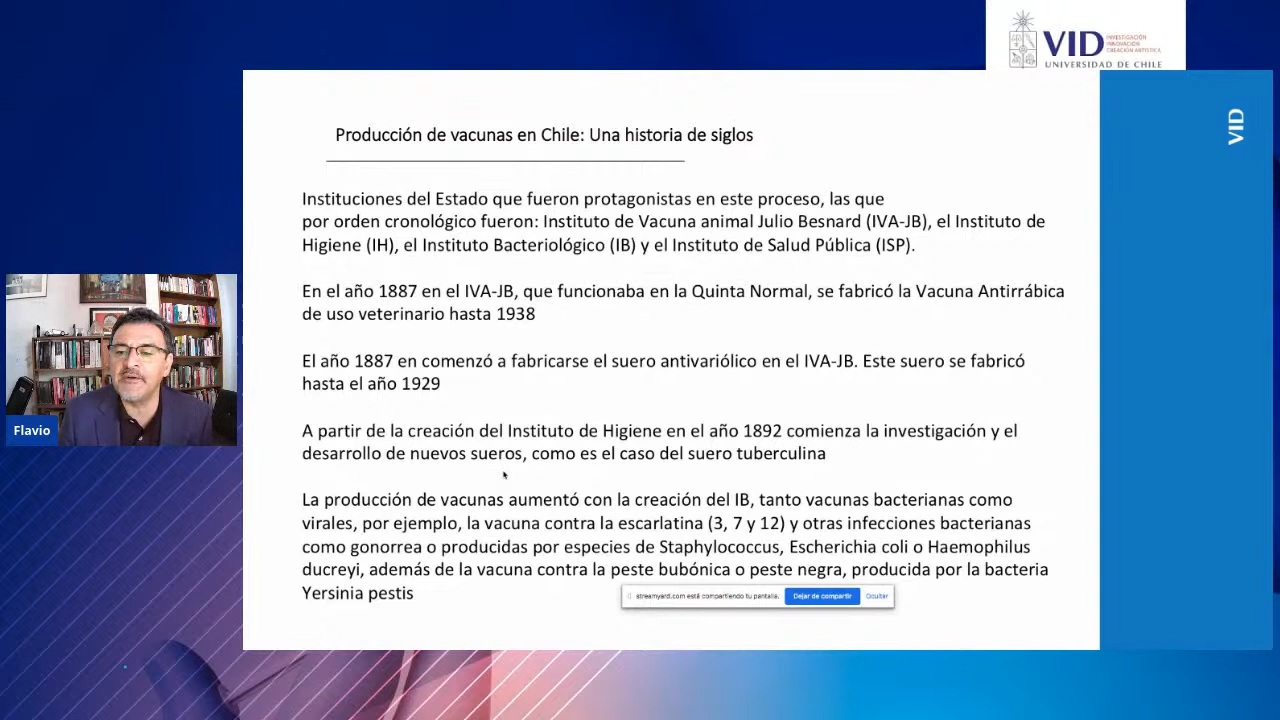 VID
INVESTIGACIÓN
INNOVACIÓN
CREACIÓN ARTÍSTICA
UNIVERSIDAD DE CHILE
VID
Producción de vacunas en Chile: Una historia de siglos
Instituciones del Estado que fueron protagonistas en este proceso, las que
por orden cronológico fueron: Instituto de Vacuna animal Julio Besnard (IVA-JB), el Instituto de
Higiene (IH), el Instituto Bacteriológico (IB) y el Instituto de Salud Pública (ISP).
En el año 1887 en el IVA-JB, que funcionaba en la Quinta Normal, se fabricó la Vacuna Antirrábica
de uso veterinario hasta 1938
El año 1887 en comenzó a fabricarse el suero antivariólico en el IVA-JB. Este suero se fabricó
hasta el año 1929
A partir de la creación del Instituto de Higiene en el año 1892 comienza la investigación y el
desarrollo de nuevos sueros, como es el caso del suero tuberculina
La producción de vacunas aumentó con la creación del IB, tanto vacunas bacterianas como
virales, por ejemplo, la vacuna contra la escarlatina (3, 7 y 12) y otras infecciones bacterianas
como gonorrea o producidas por especies de Staphylococcus, Escherichia coli o Haemophilus
ducreyi, además de la vacuna contra la peste bubónica o peste negra, producida por la bacteria
Yersinia pestis
streamyard.com está compartiendo tu pantalla. Dejar de compartir Ocultar
Flavio